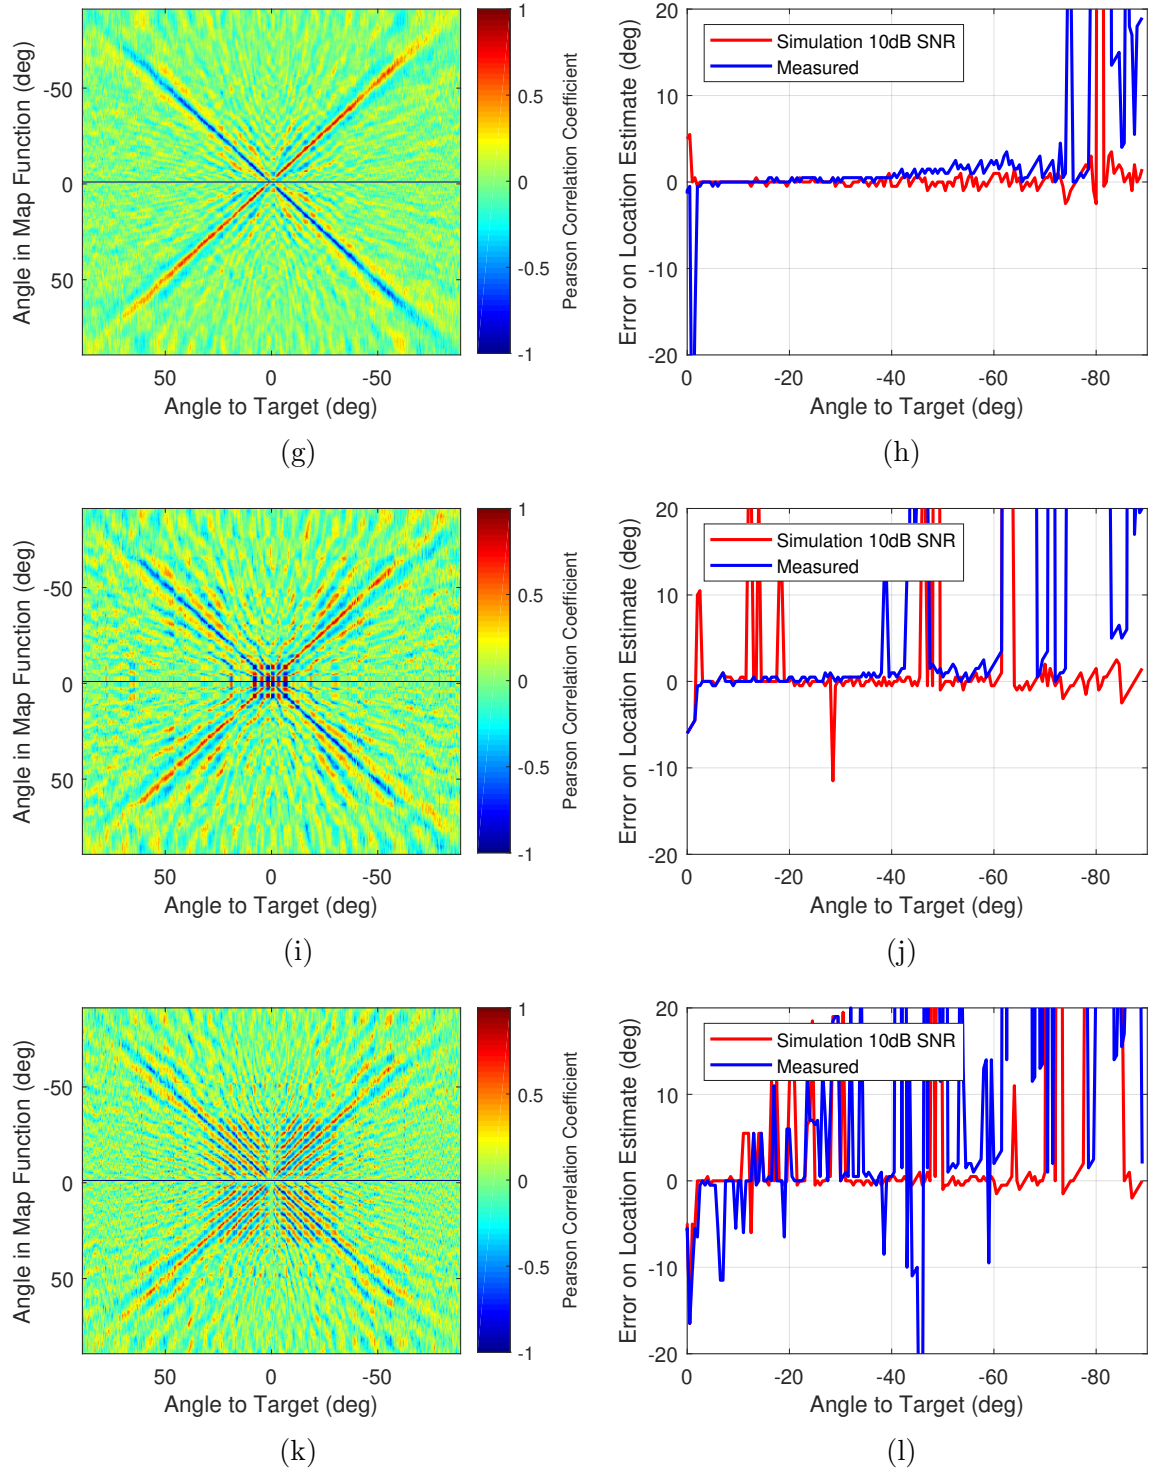 Angle in Map Function (deg)
-50
0
50
50 0 -50
Angle to Target (deg)
1
0.5
0
-0.5
-1
Pearson Correlation Coefficient
(g)
Error on Location Estimate (deg)
20
10
0
-10
-20
Simulation 10dB SNR
Measured
0 -20 -40 -60 -80
Angle to Target (deg)
(h)
Angle in Map Function (deg)
-50
0
50
50 0 -50
Angle to Target (deg)
1
0.5
0
-0.5
-1
Pearson Correlation Coefficient
(i)
Error on Location Estimate (deg)
20
10
0
-10
-20
Simulation 10dB SNR
Measured
0 -20 -40 -60 -80
Angle to Target (deg)
(j)
Angle in Map Function (deg)
-50
0
50
50 0 -50
Angle to Target (deg)
1
0.5
0
-0.5
-1
Pearson Correlation Coefficient
(k)
Error on Location Estimate (deg)
20
10
0
-10
-20
Simulation 10dB SNR
Measured
0 -20 -40 -60 -80
Angle to Target (deg)
(l)